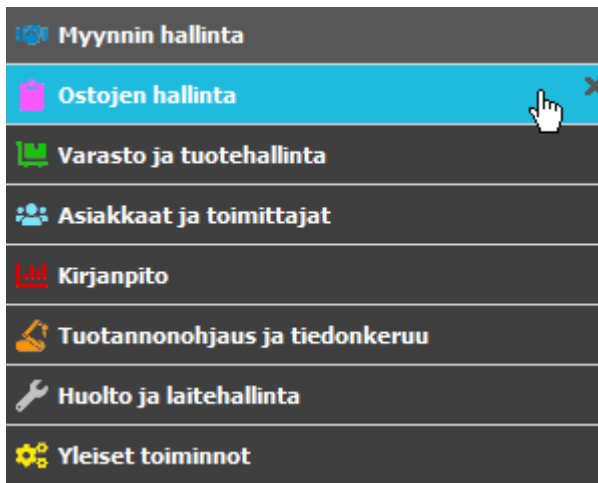 Myynnin hallinta
Ostojen hallinta
Varasto ja tuotehallinta
Asiakkaat ja toimittajat
Kirjanpito
Tuotannonohjaus ja tiedonkeruu
Huolto ja laitehallinta
Yleiset toiminnot